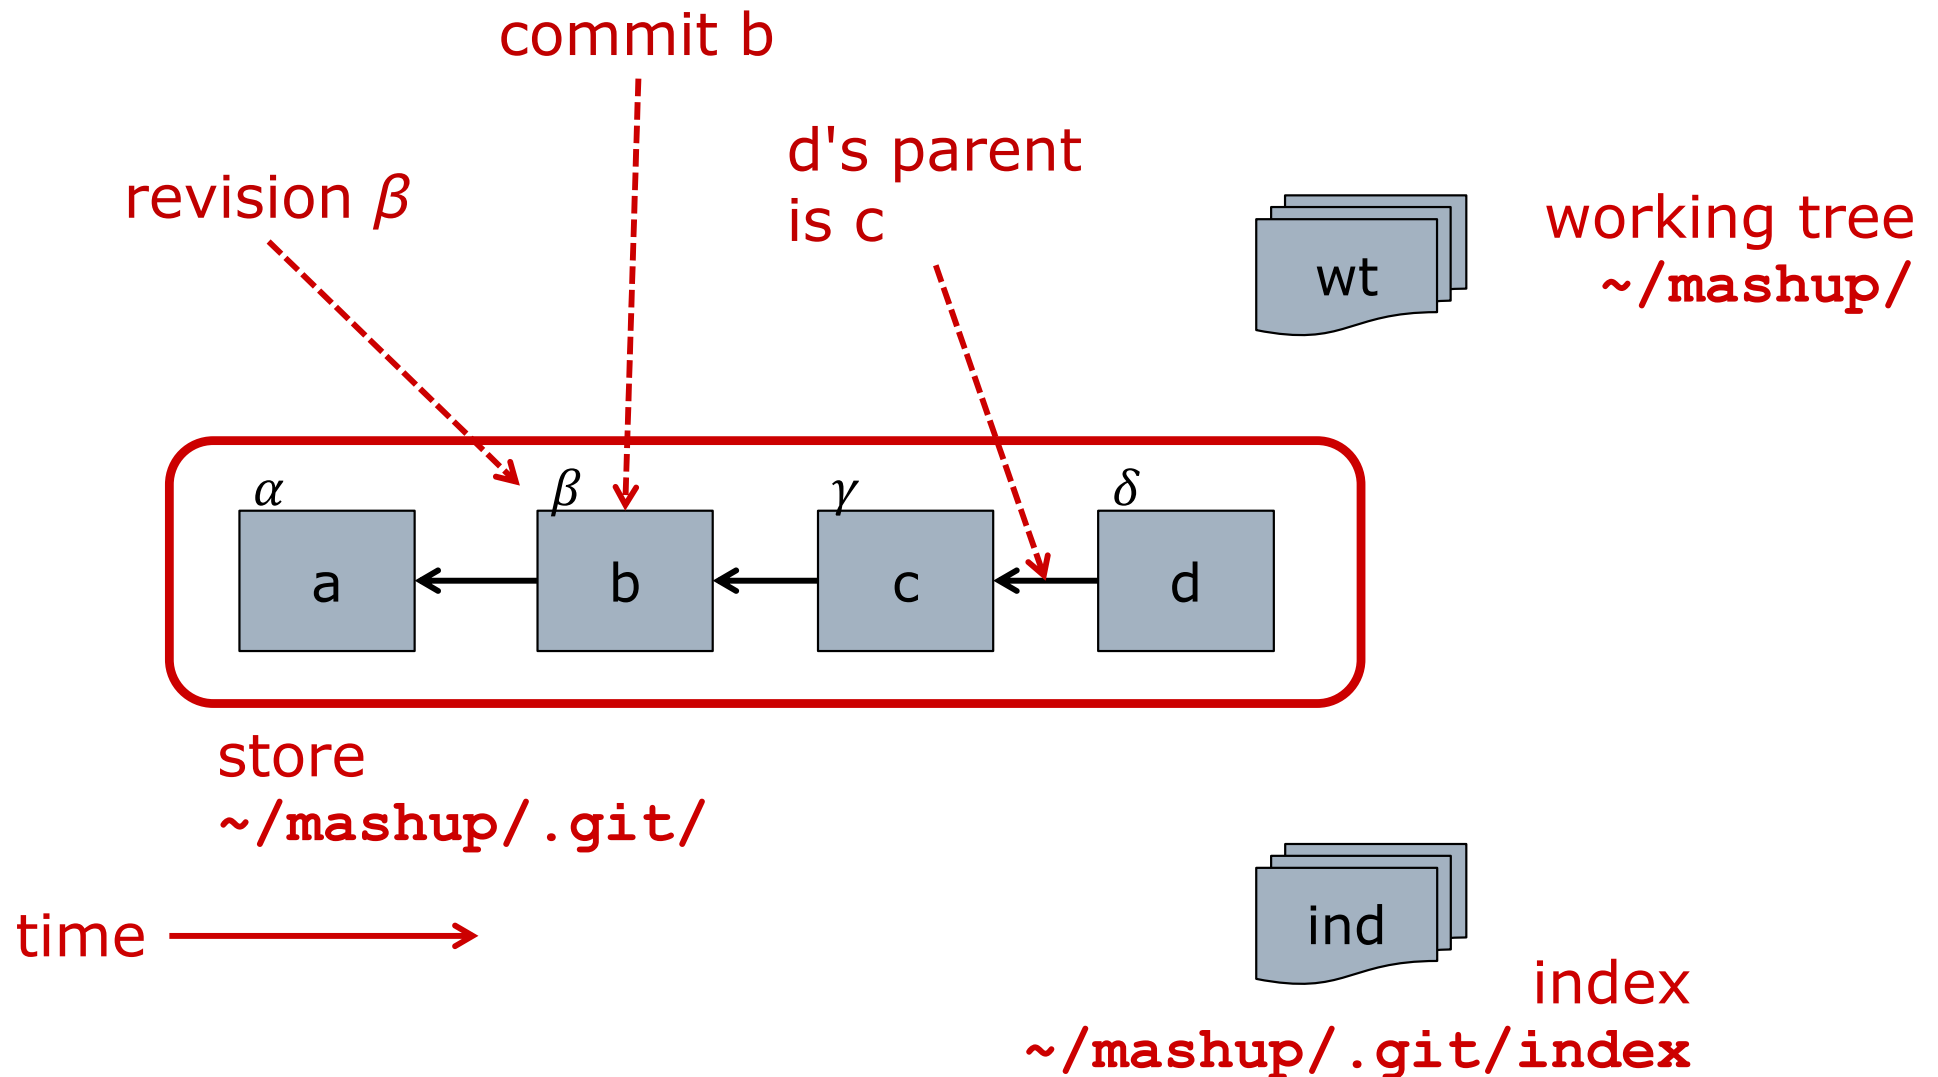 commit b
d's parent
is c
revision β
working tree
~/mashup/
wt
α
β
γ
δ
a
b
c
d
store
~/mashup/.git/
time
ind
index
~/mashup/.git/index